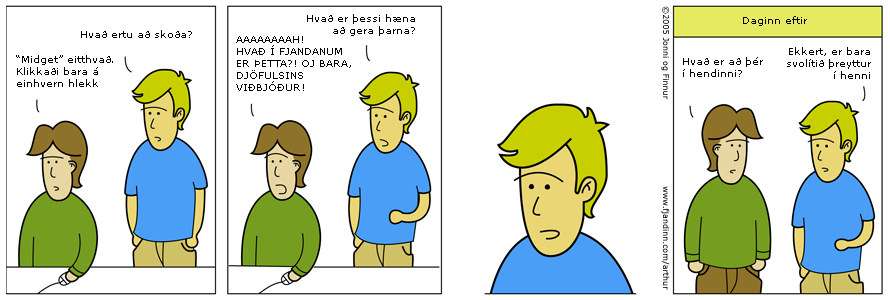 Hvað ertu að skoða?
“Midget” eitthvað.
Klikkaði bara á
einhvern hlekk
Hvað er þessi hæna
að gera þarna?
AAAAAAAAH!
HVAÐ Í FJANDANUM
ER ÞETTA?! OJ BARA,
DJÖFULSINS
VIÐBJÓÐUR!
©2005 Jonni og Finnur
www.fjandinn.com/arthur
Daginn eftir
Hvað er að þér
í hendinni?
Ekkert, er bara
svolítið þreyttur
í henni